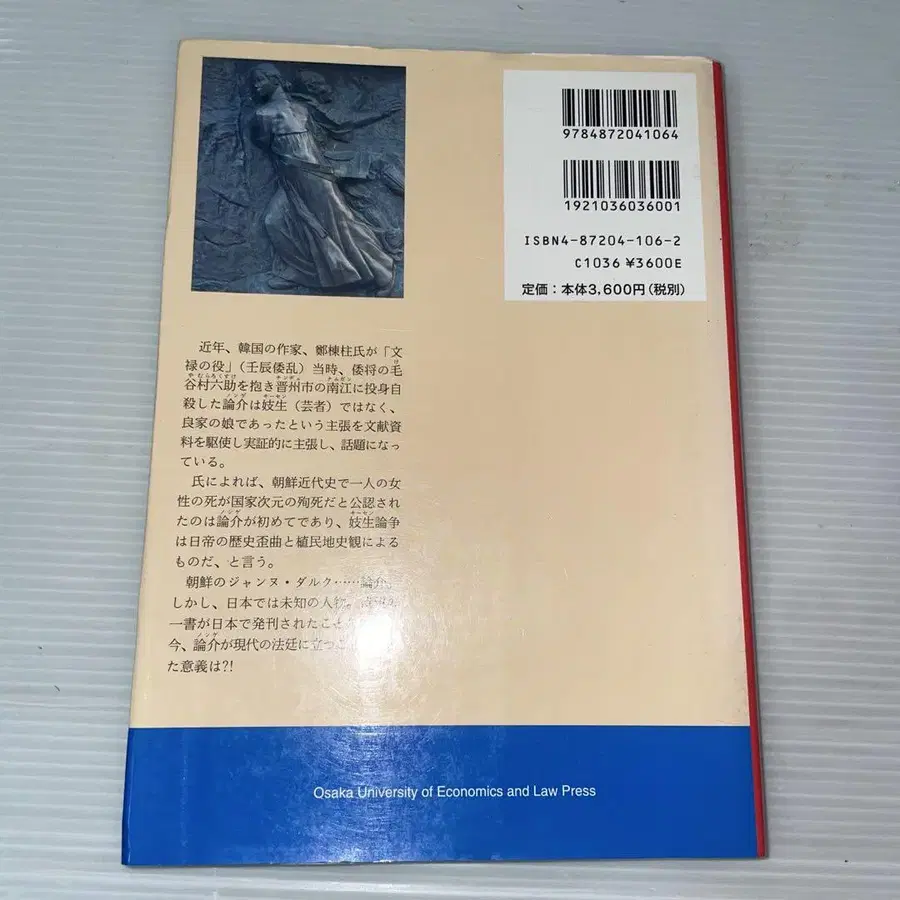 9784872041064
1921036036001
ISBN4-87204-106-2
C1036 ¥3600E
定価：本体3,600円(税別)
近年、韓国の作家、鄭棟柱氏が「文
禄の役」(壬辰倭乱)当時、倭将の毛
谷村六助を抱き晋州市の南江に投身自
殺した論介は妓生(芸者)ではなく、
良家の娘であったという主張を文献資
料を駆使し実証的に主張し、話題になっ
ている。
氏によれば、朝鮮近代史で一人の女
性の死が国家次元の殉死だと公認され
たのは論介が初めてであり、妓生論争
は日帝の歴史歪曲と植民地史観による
ものだ、と言う。
朝鮮のジャンヌ・ダルク……論介、
しかし、日本では未知の人物。
一書が日本で発刊されたこと
今、論介が現代の法廷に立つこ
た意義は?!
Osaka University of Economics and Law Press